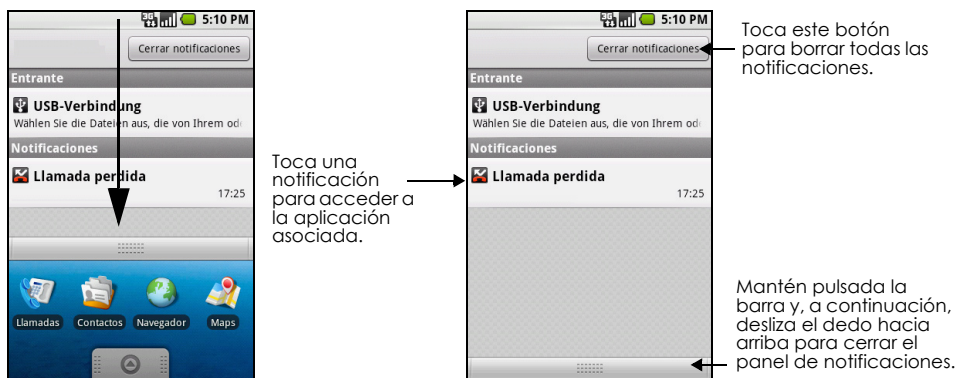 3G 5:10 PM
Cerrar notificaciones
Entrante
USB-Verbindung
Wählen Sie die Dateien aus, die von Ihrem od
Notificaciones
Llamada perdida
17:25
Llamadas Contactos Navegador Maps
Toca una
notificación
para acceder a
la aplicación
asociada.
3G 5:10 PM
Cerrar notificaciones
Entrante
USB-Verbindung
Wählen Sie die Dateien aus, die von Ihrem od
Notificaciones
Llamada perdida
17:25
Toca este botón
para borrar todas las
notificaciones.
Mantén pulsada la
barra y, a continuación,
desliza el dedo hacia
arriba para cerrar el
panel de notificaciones.